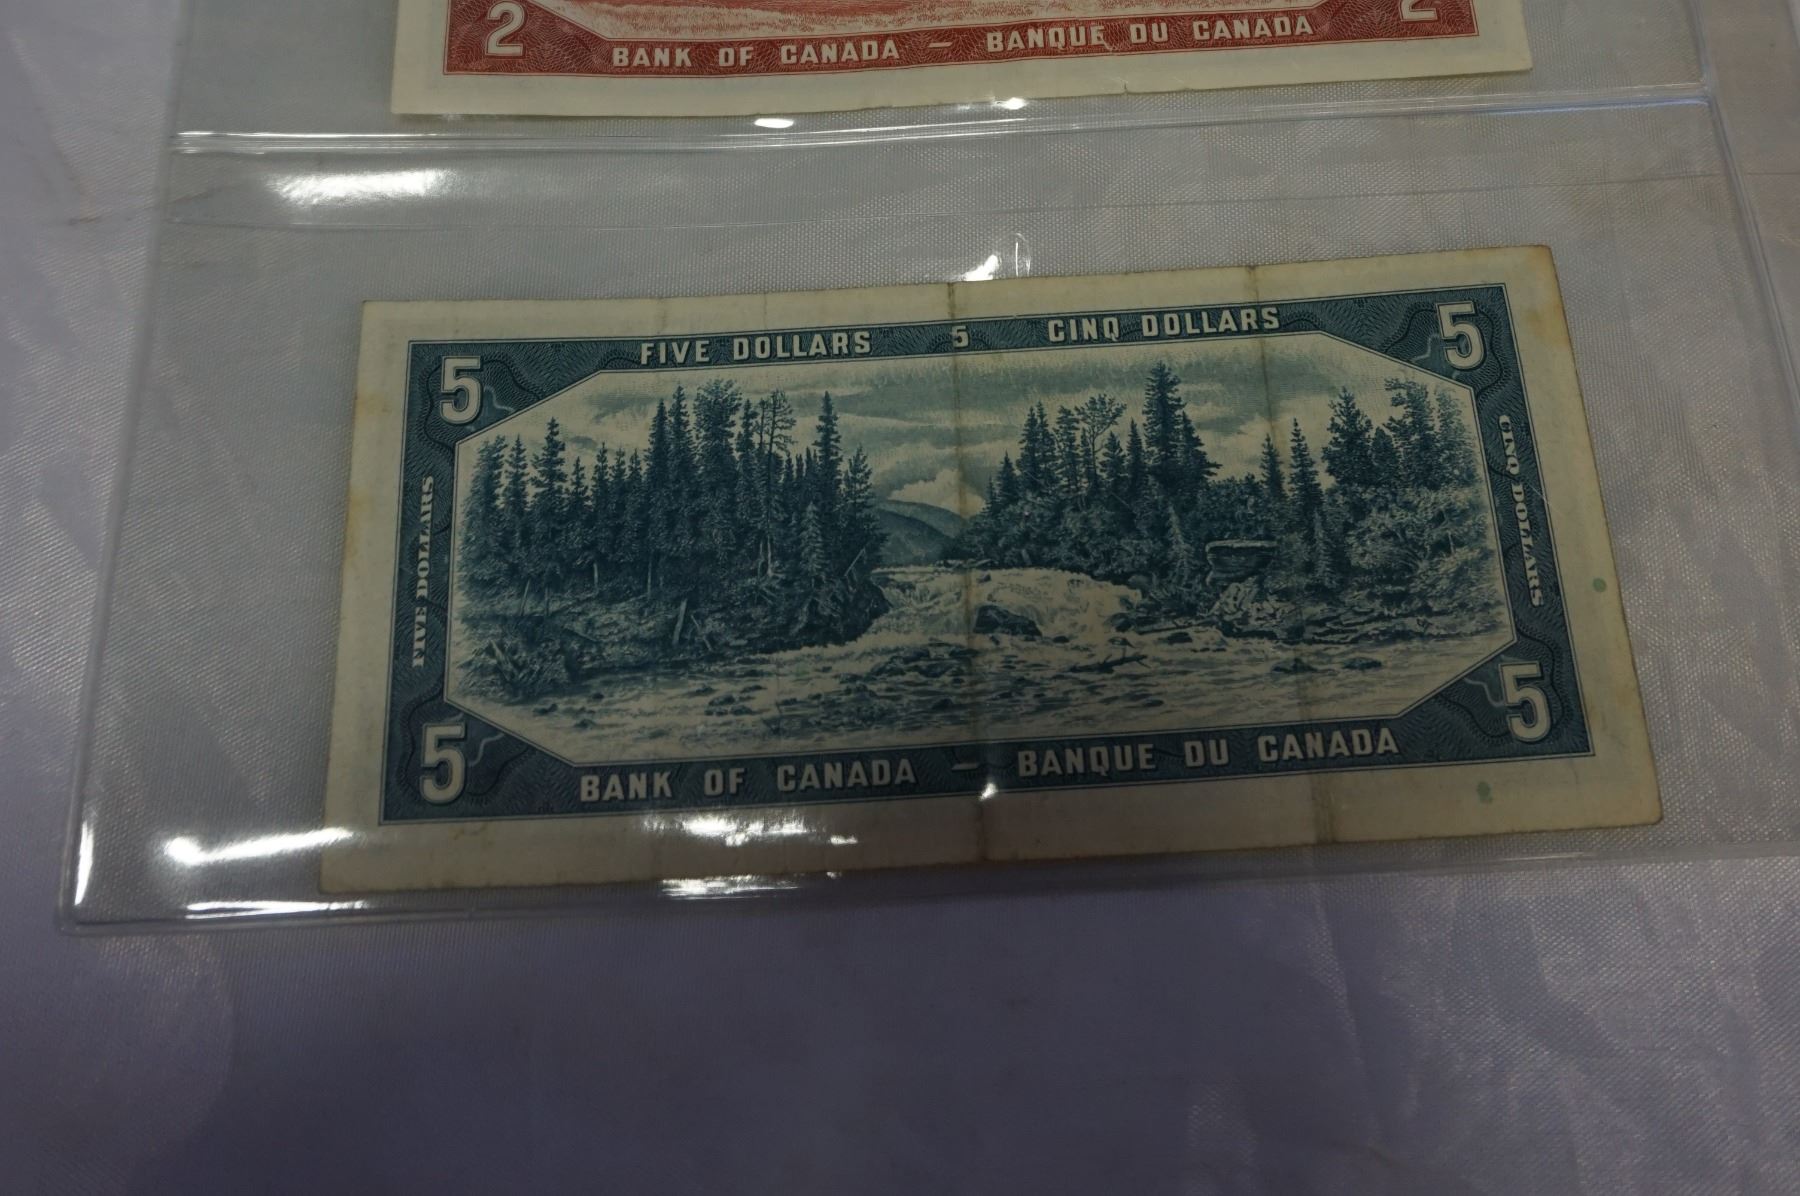 2 2
BANK OF CANADA — BANQUE DU CANADA
5 FIVE DOLLARS 5 CINQ DOLLARS 5
FIVE DOLLARS
CINQ DOLLARS
5 BANK OF CANADA — BANQUE DU CANADA 5